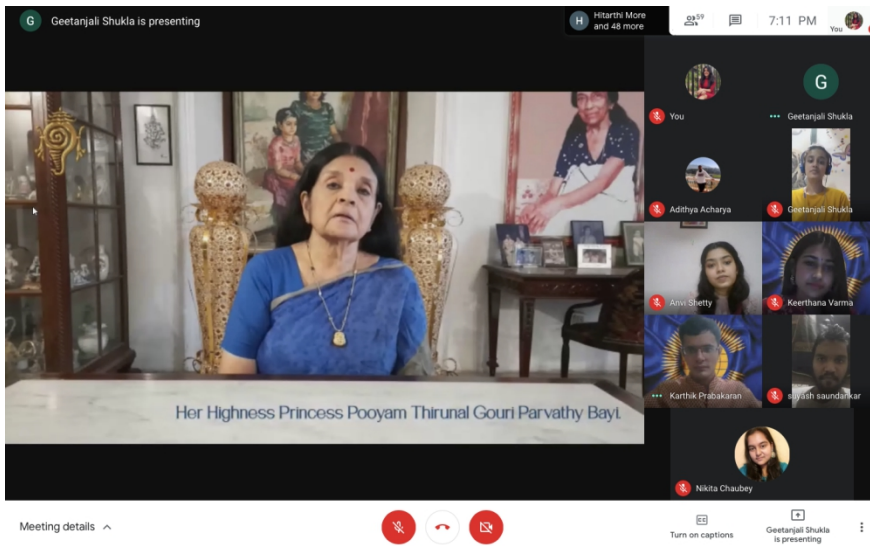 G Geetanjali Shukla is presenting
H Hitarthi More
and 48 more
59
7:11 PM
You
You
G
Geetanjali Shukla
Adithya Acharya
Geetanjali Shukla
Anvi Shetty
Keerthana Varma
Karthik Prabakaran
suyash saundankar
Nikita Chaubey
Her Highness Princess Pooyam Thirunal Gouri Parvathy Bayi.
Meeting details
Turn on captions
Geetanjali Shukla
is presenting